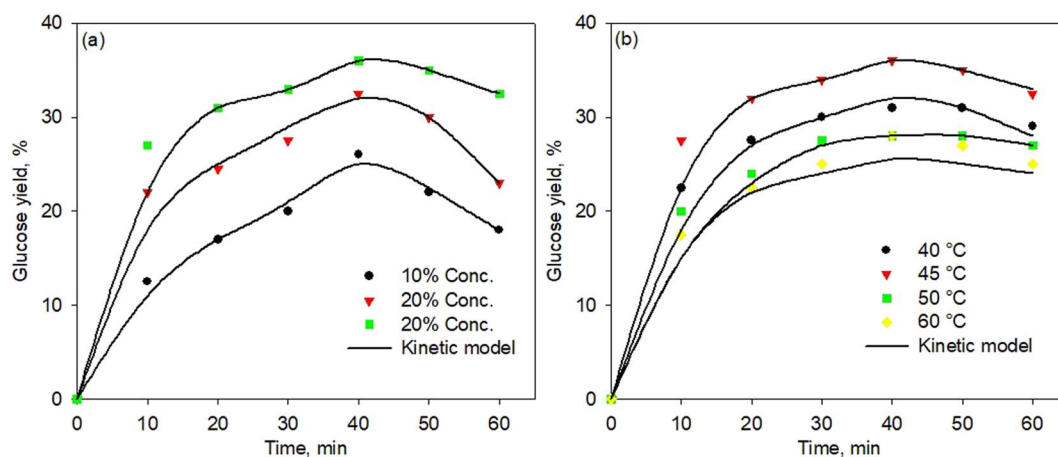 (a)
Glucose yield, %
40
30
20
10
0
10% Conc.
20% Conc.
20% Conc.
Kinetic model
0 10 20 30 40 50 60
Time, min
(b)
Glucose yield, %
40
30
20
10
0
40 °C
45 °C
50 °C
60 °C
Kinetic model
0 10 20 30 40 50 60
Time, min